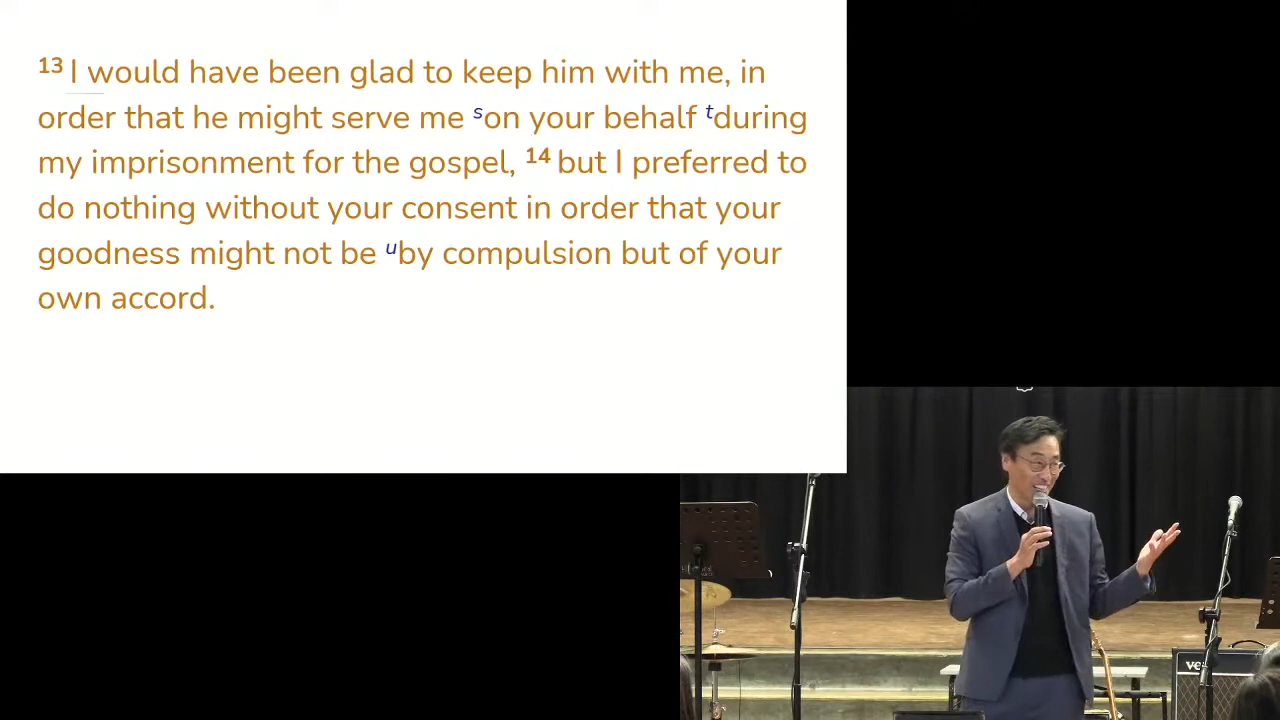 13 I would have been glad to keep him with me, in
order that he might serve me s on your behalf t during
my imprisonment for the gospel, 14 but I preferred to
do nothing without your consent in order that your
goodness might not be u by compulsion but of your
own accord.